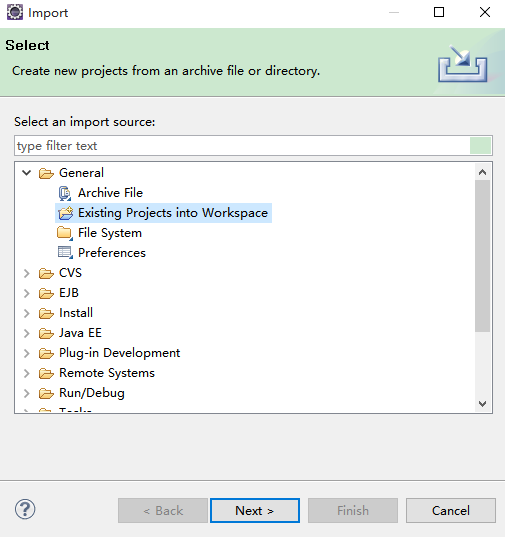 Import
Select
Create new projects from an archive file or directory.
Select an import source:
type filter text
General
Archive File
Existing Projects into Workspace
File System
Preferences
CVS
EJB
Install
Java EE
Plug-in Development
Remote Systems
Run/Debug
Tasks
?
< Back
Next >
Finish
Cancel